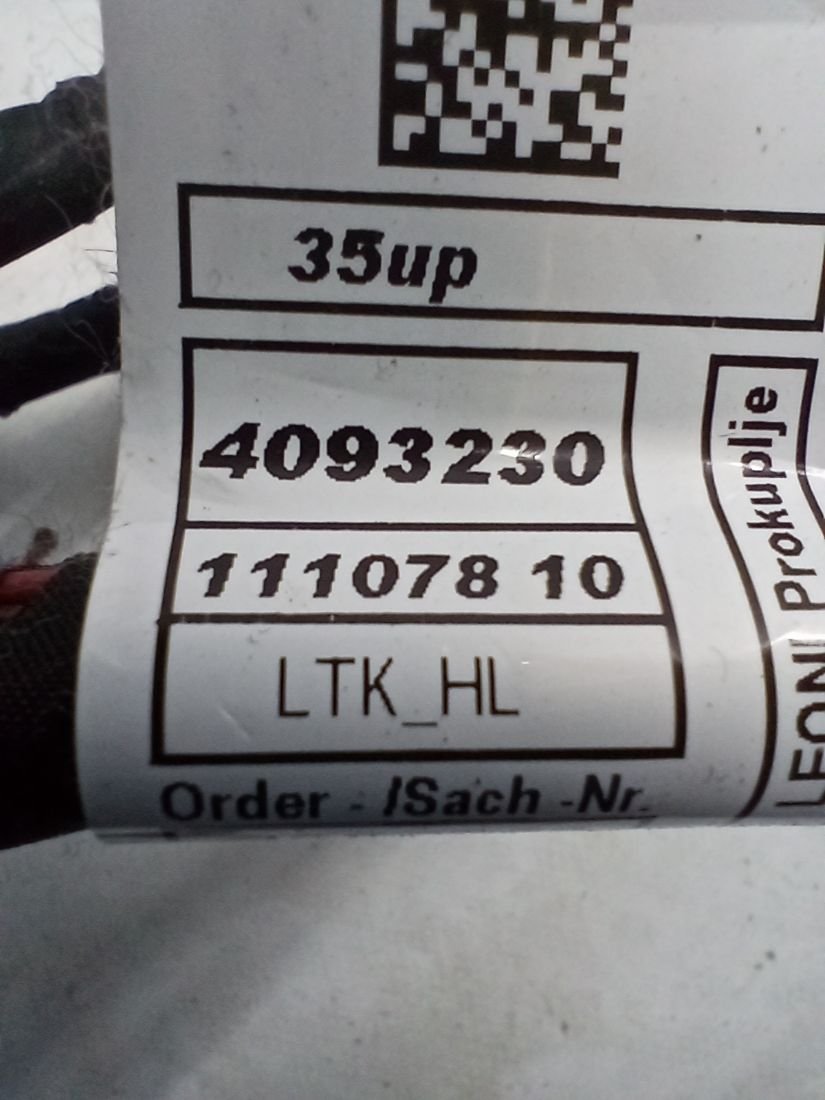 35up
4093230
111078 10
LTK_HL
Order - /Sach -Nr.
LEONI Prokuplje